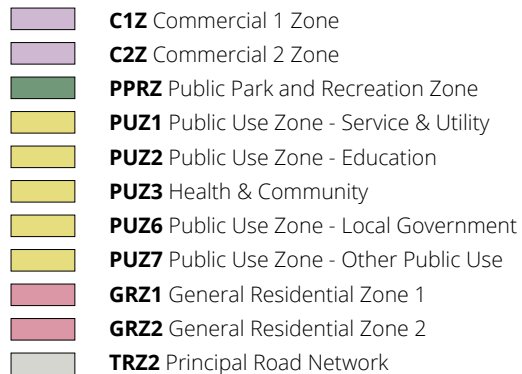 C1Z Commercial 1 Zone
C2Z Commercial 2 Zone
PPRZ Public Park and Recreation Zone
PUZ1 Public Use Zone - Service & Utility
PUZ2 Public Use Zone - Education
PUZ3 Health & Community
PUZ6 Public Use Zone - Local Government
PUZ7 Public Use Zone - Other Public Use
GRZ1 General Residential Zone 1
GRZ2 General Residential Zone 2
TRZ2 Principal Road Network